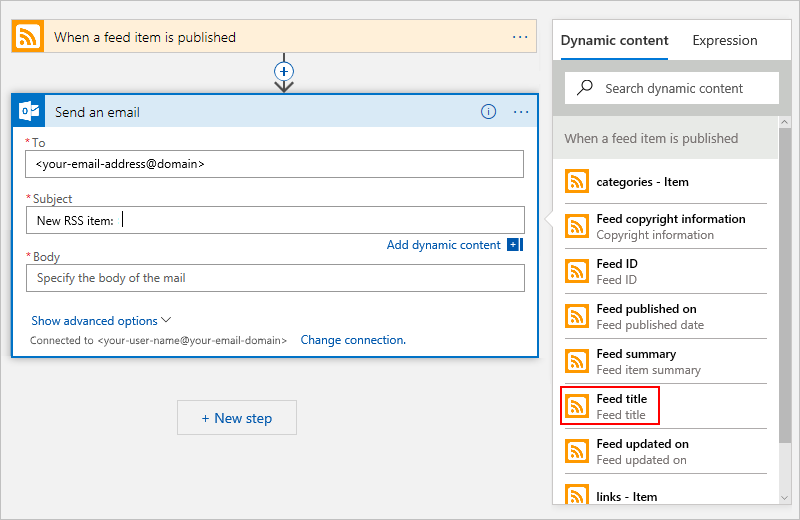 When a feed item is published
...
Send an email
...
*To
<your-email-address@domain>
*Subject
New RSS item:
Add dynamic content
*Body
Specify the body of the mail
Show advanced options
Connected to <your-user-name@your-email-domain> Change connection.
+ New step
Dynamic content Expression
Search dynamic content
When a feed item is published
categories - Item
Feed copyright information
Copyright information
Feed ID
Feed ID
Feed published on
Feed published date
Feed summary
Feed item summary
Feed title
Feed title
Feed updated on
Feed updated on
links - Item